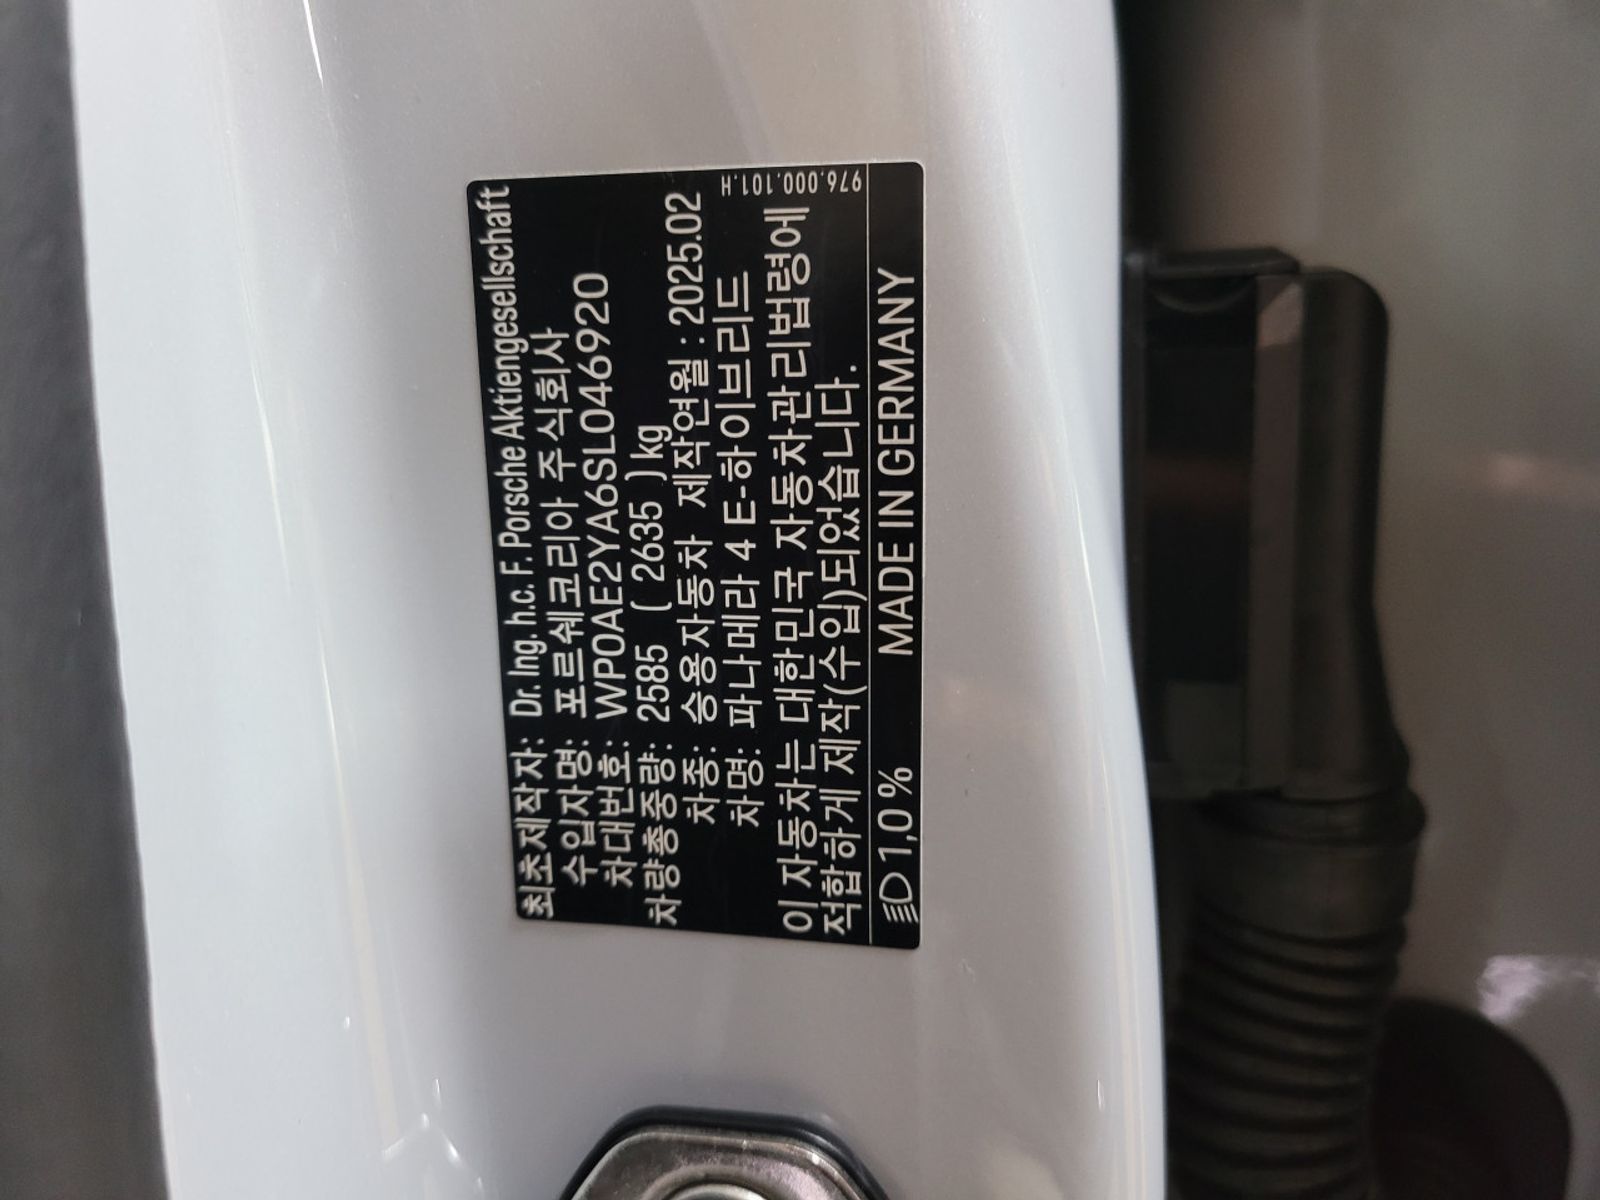 최초제작자: Dr. Ing. h.c. F. Porsche Aktiengesellschaft
수입자명: 포르쉐코리아 주식회사
차대번호: WP0AE2YA6SL046920
차량총중량: 2585 ( 2635 ) kg
차종: 승용자동차 제작연월 : 2025.02
차명: 파나메라 4 E-하이브리드
976.000.101.H
이 자동차는 대한민국 자동차관리법령에
적합하게 제작(수입)되었습니다.
1,0 % MADE IN GERMANY